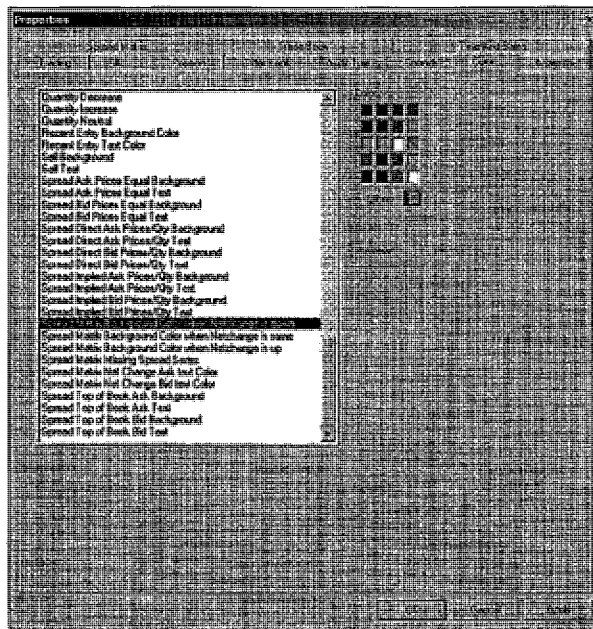 Properties
Spread Matrix
Quantity Decrease
Quantity Increase
Quantity Neutral
Recent Entry Background Color
Recent Entry Text Color
Sell Background
Sell Text
Spread Ask Prices Equal Background
Spread Ask Prices Equal Text
Spread Bid Prices Equal Background
Spread Bid Prices Equal Text
Spread Direct Ask Prices/Qty Background
Spread Direct Ask Prices/Qty Text
Spread Direct Bid Prices/Qty Background
Spread Direct Bid Prices/Qty Text
Spread Implied Ask Prices/Qty Background
Spread Implied Ask Prices/Qty Text
Spread Implied Bid Prices/Qty Background
Spread Implied Bid Prices/Qty Text
Spread Matrix Background Color when Netchange is same
Spread Matrix Background Color when Netchange is up
Spread Matrix Missing Spread Series
Spread Matrix Net Change Ask text Color
Spread Matrix Net Change Bid text Color
Spread Top of Book Ask Background
Spread Top of Book Ask Text
Spread Top of Book Bid Background
Spread Top of Book Bid Text